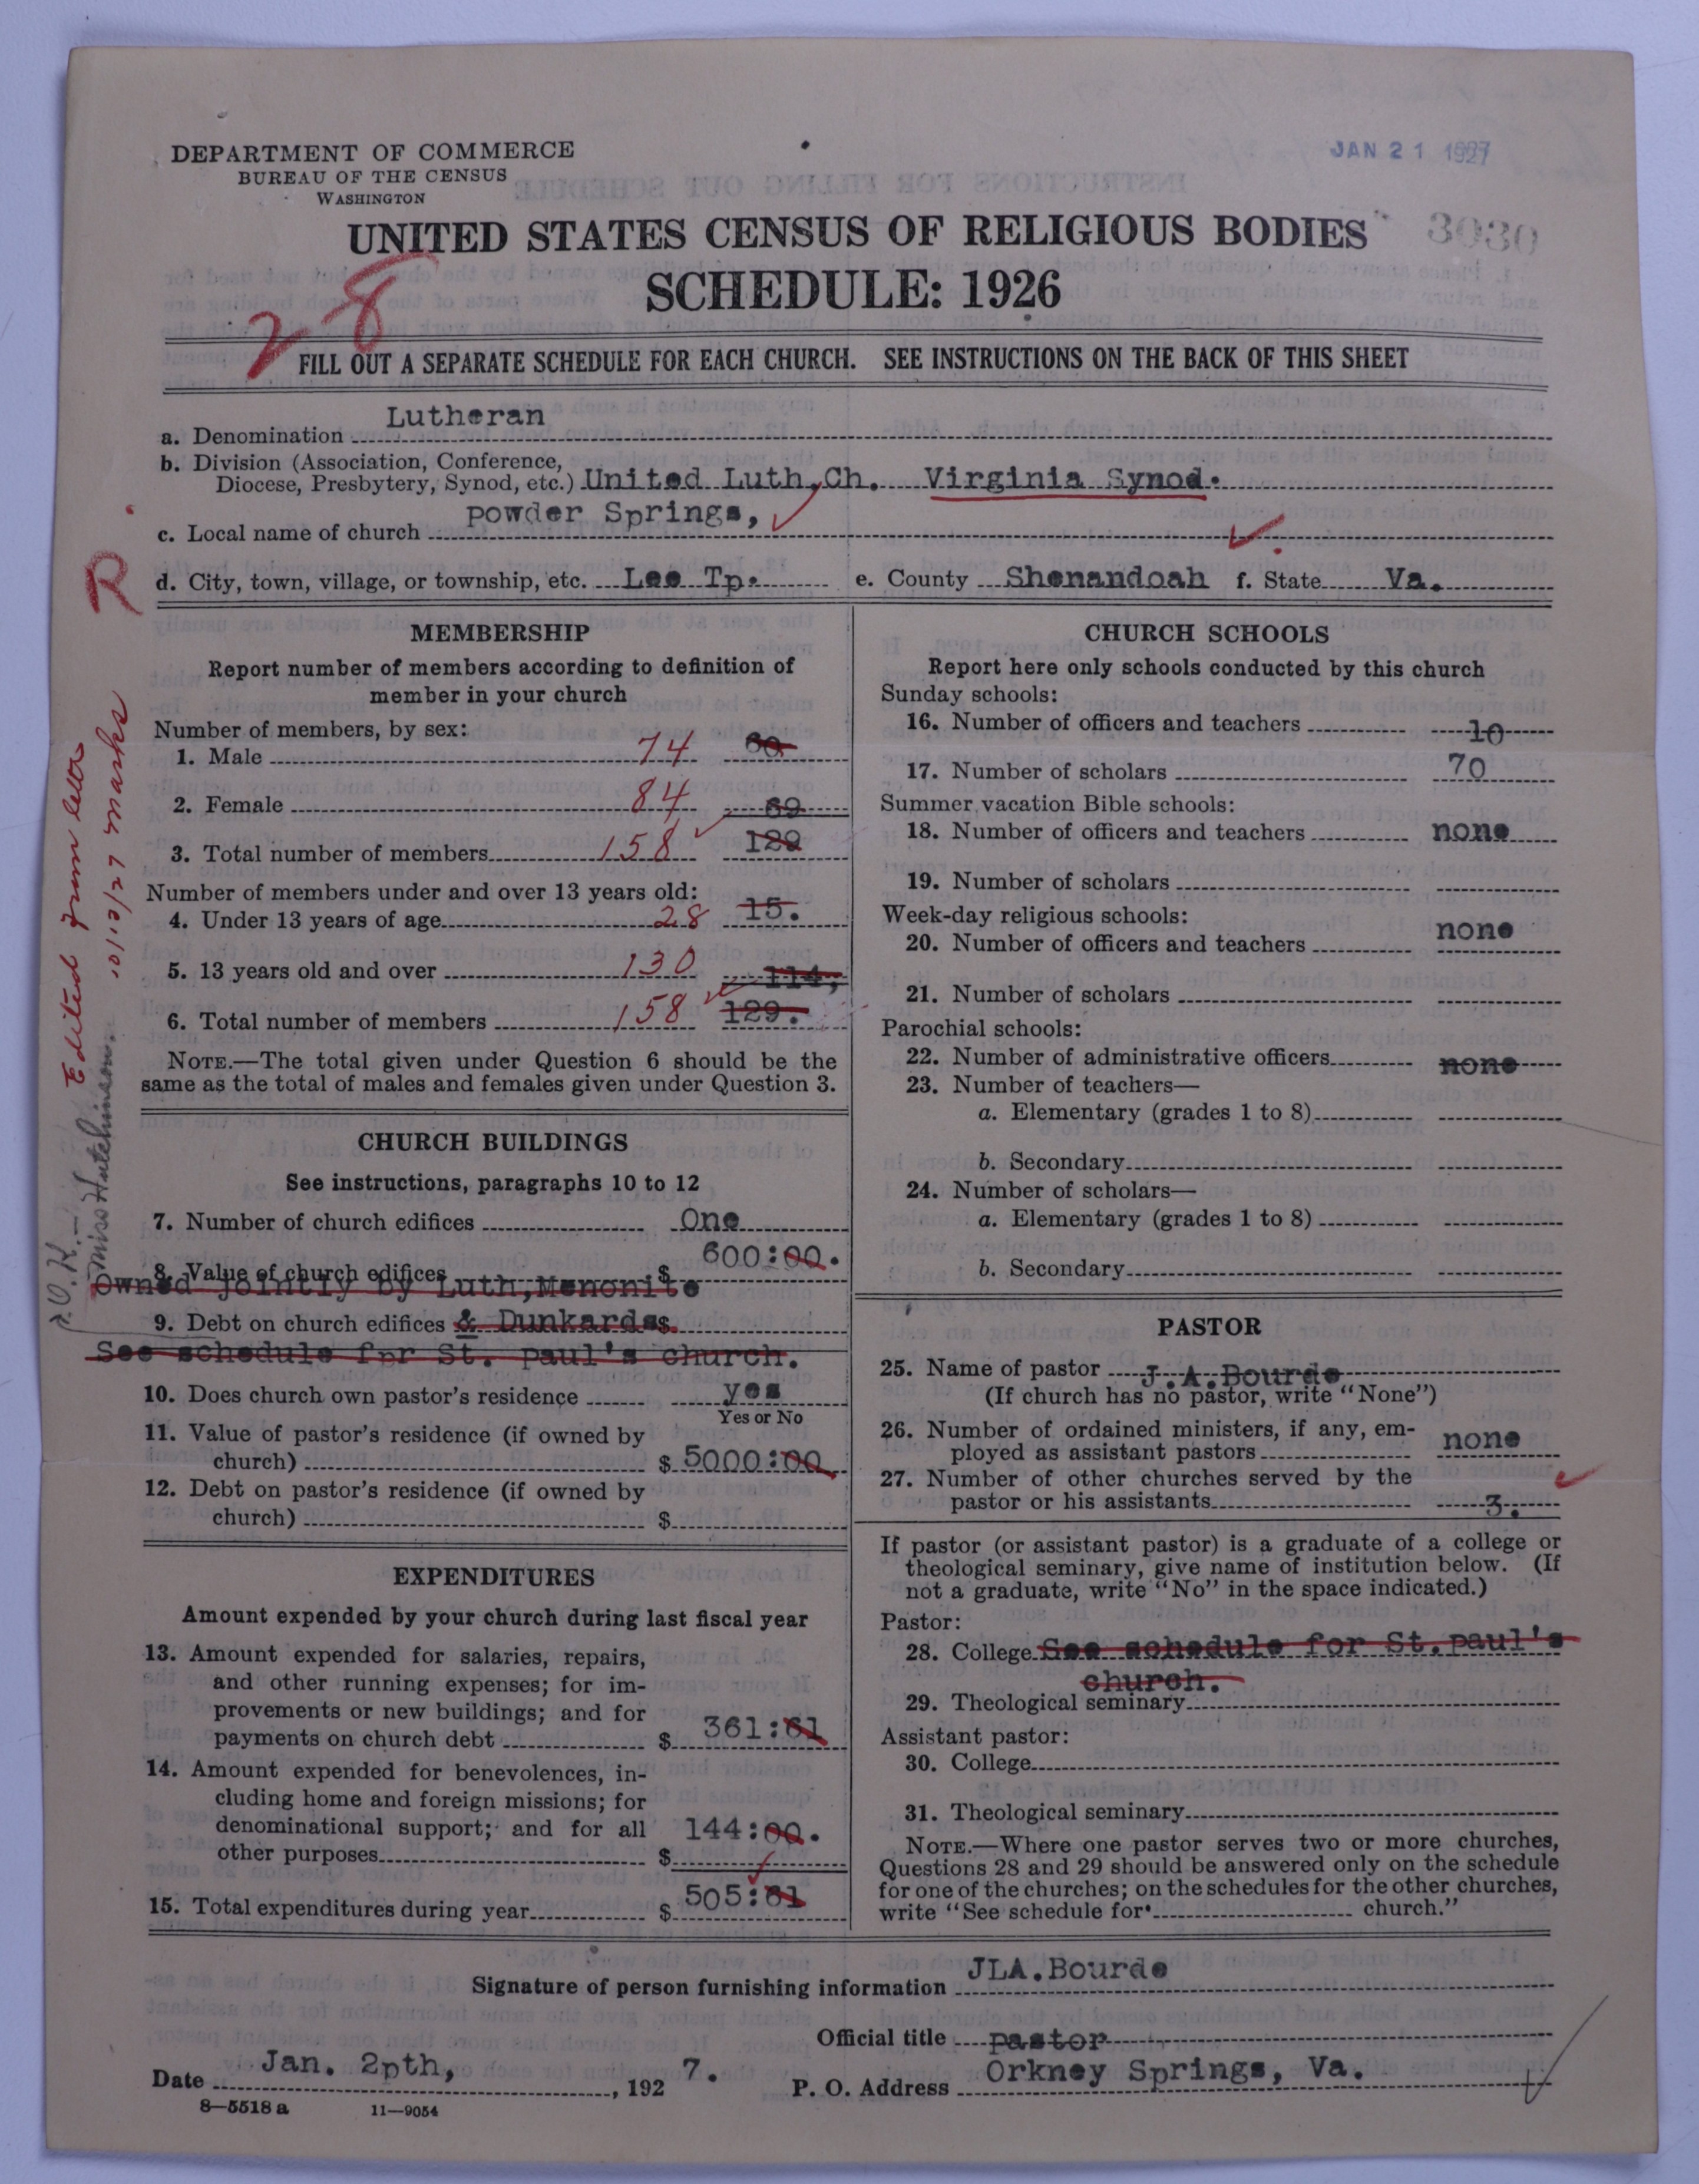 DEPARTMENT OF COMMERCE
BUREAU OF THE CENSUS
WASHINGTON
JAN 21 1927
3030
UNITED STATES CENSUS OF RELIGIOUS BODIES
SCHEDULE: 1926
28
FILL OUT A SEPARATE SCHEDULE FOR EACH CHURCH. SEE INSTRUCTIONS ON THE BACK OF THIS SHEET
a. Denomination Lutheran
b. Division (Association, Conference,
Diocese, Presbytery, Synod, etc.) United Luth,Ch. Virginia Synod.
c. Local name of church powder Springs,
d. City, town, village, or township, etc. Lee Tp. e. County Shenandoah f. State Va.
R
Edited from letter
10/12/27 Marks
O.K.—
Miss Hutchinson.
MEMBERSHIP
Report number of members according to definition of
member in your church
Number of members, by sex:
1. Male 74 60.
2. Female 84 69
3. Total number of members 158 129
Number of members under and over 13 years old:
4. Under 13 years of age 28 15.
5. 13 years old and over 130 114;
6. Total number of members 158 129.
NOTE.—The total given under Question 6 should be the
same as the total of males and females given under Question 3.
CHURCH BUILDINGS
See instructions, paragraphs 10 to 12
7. Number of church edifices One
8. Value of church edifices $ 600:00.
Owned jointly by Luth,Menonite
9. Debt on church edifices & Dunkards $
See schedule fpr St. paul's church.
10. Does church own pastor's residence yes
Yes or No
11. Value of pastor's residence (if owned by
church) $ 5000:00
12. Debt on pastor's residence (if owned by
church) $
EXPENDITURES
Amount expended by your church during last fiscal year
13. Amount expended for salaries, repairs,
and other running expenses; for im-
provements or new buildings; and for
payments on church debt $ 361:61
14. Amount expended for benevolences, in-
cluding home and foreign missions; for
denominational support; and for all
other purposes $ 144:00.
15. Total expenditures during year $ 505:61
CHURCH SCHOOLS
Report here only schools conducted by this church
Sunday schools:
16. Number of officers and teachers 10
17. Number of scholars 70
Summer vacation Bible schools:
18. Number of officers and teachers none
19. Number of scholars
Week-day religious schools:
20. Number of officers and teachers none
21. Number of scholars
Parochial schools:
22. Number of administrative officers none
23. Number of teachers—
a. Elementary (grades 1 to 8)
b. Secondary
24. Number of scholars—
a. Elementary (grades 1 to 8)
b. Secondary
PASTOR
25. Name of pastor J.A.Bourde
(If church has no pastor, write "None")
26. Number of ordained ministers, if any, em-
ployed as assistant pastors none
27. Number of other churches served by the
pastor or his assistants 3.
If pastor (or assistant pastor) is a graduate of a college or
theological seminary, give name of institution below. (If
not a graduate, write "No" in the space indicated.)
Pastor:
28. College See schedule for St.paul's
church.
29. Theological seminary
Assistant pastor:
30. College
31. Theological seminary
NOTE.—Where one pastor serves two or more churches,
Questions 28 and 29 should be answered only on the schedule
for one of the churches; on the schedules for the other churches,
write "See schedule for church."
Signature of person furnishing information JLA.Bourde
Official title pastor
Date Jan. 2pth, , 192 7. P. O. Address Orkney Springs, Va.
8—5518 a 11—9054